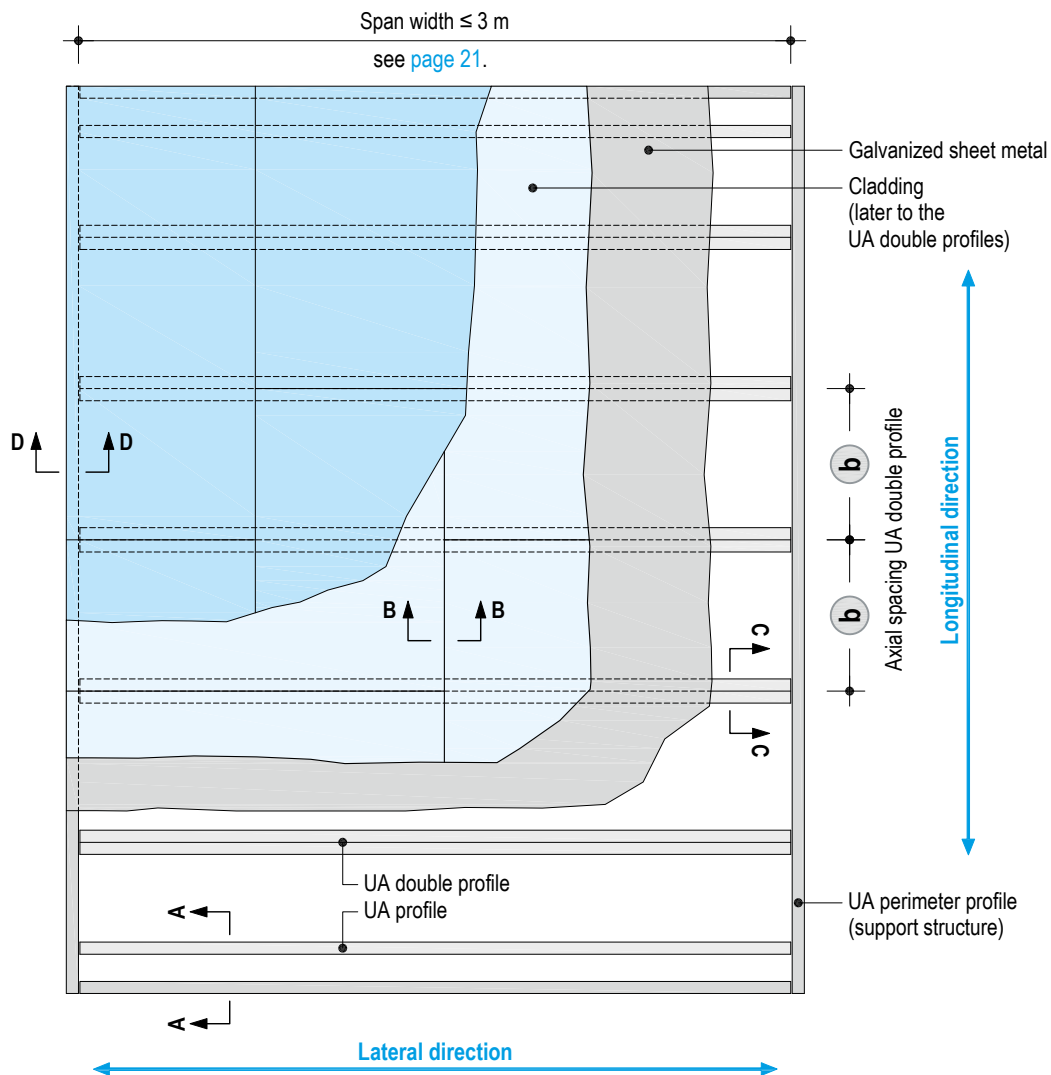 Span width ≤ 3 m
see page 21.
Galvanized sheet metal
Cladding
(later to the
UA double profiles)
D
D
b
Axial spacing UA double profile
Longitudinal direction
B
B
b
C
C
UA double profile
UA profile
A
A
UA perimeter profile
(support structure)
Lateral direction